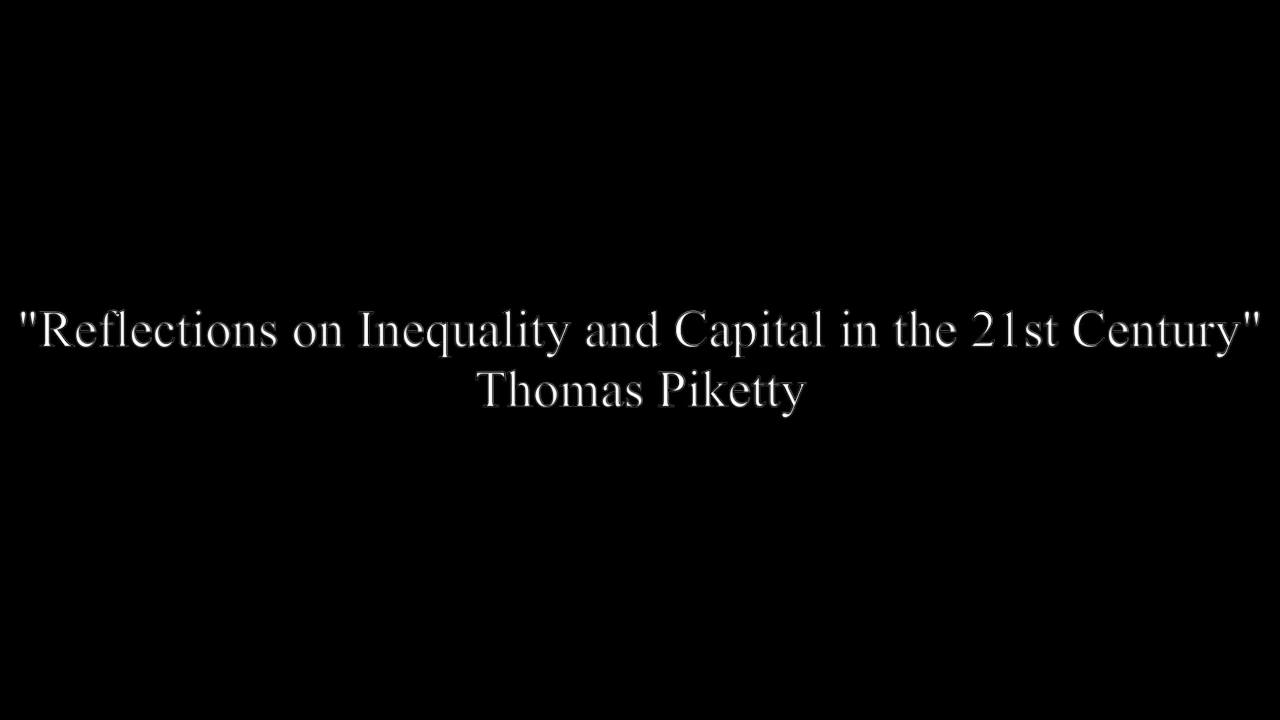 "Reflections on Inequality and Capital in the 21st Century"
Thomas Piketty